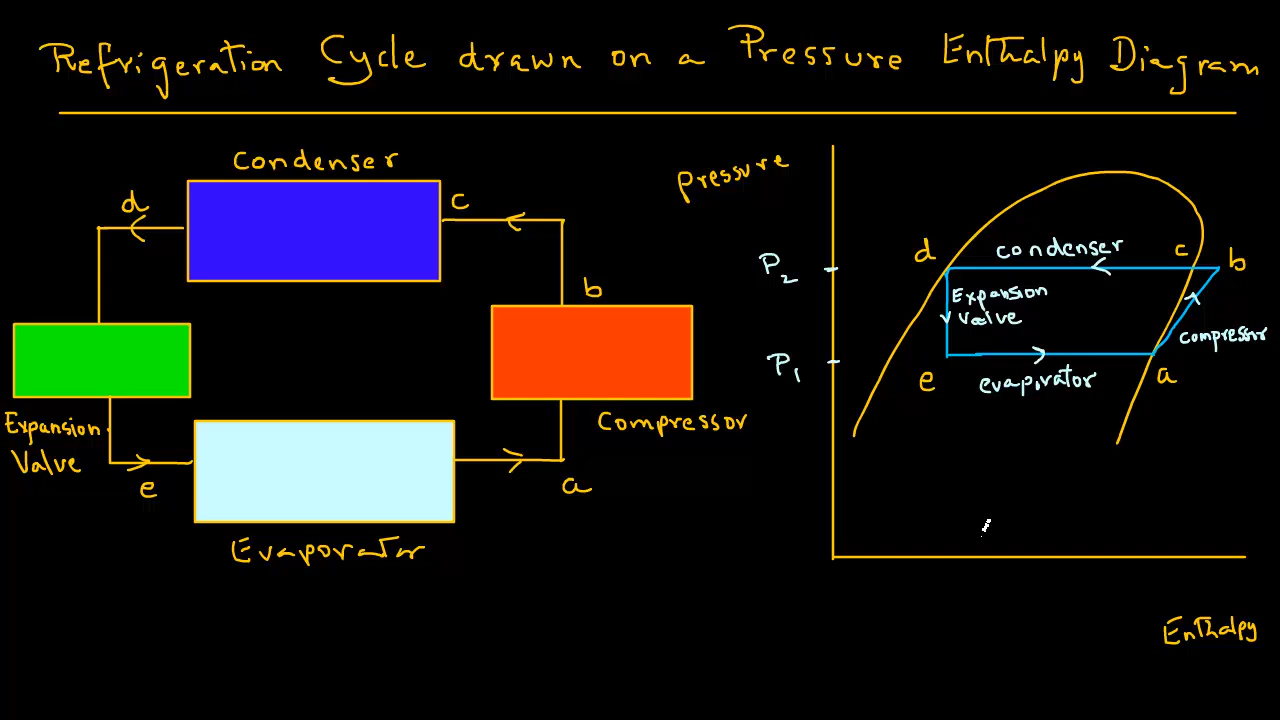 Refrigeration Cycle drawn on a Pressure Enthalpy Diagram
Condenser
d
c
b
Expansion
Valve
e
Compressor
a
Evaporator
Pressure
P2
P1
d
condenser
c
b
Expansion
valve
compressor
e
evaporator
a
Enthalpy